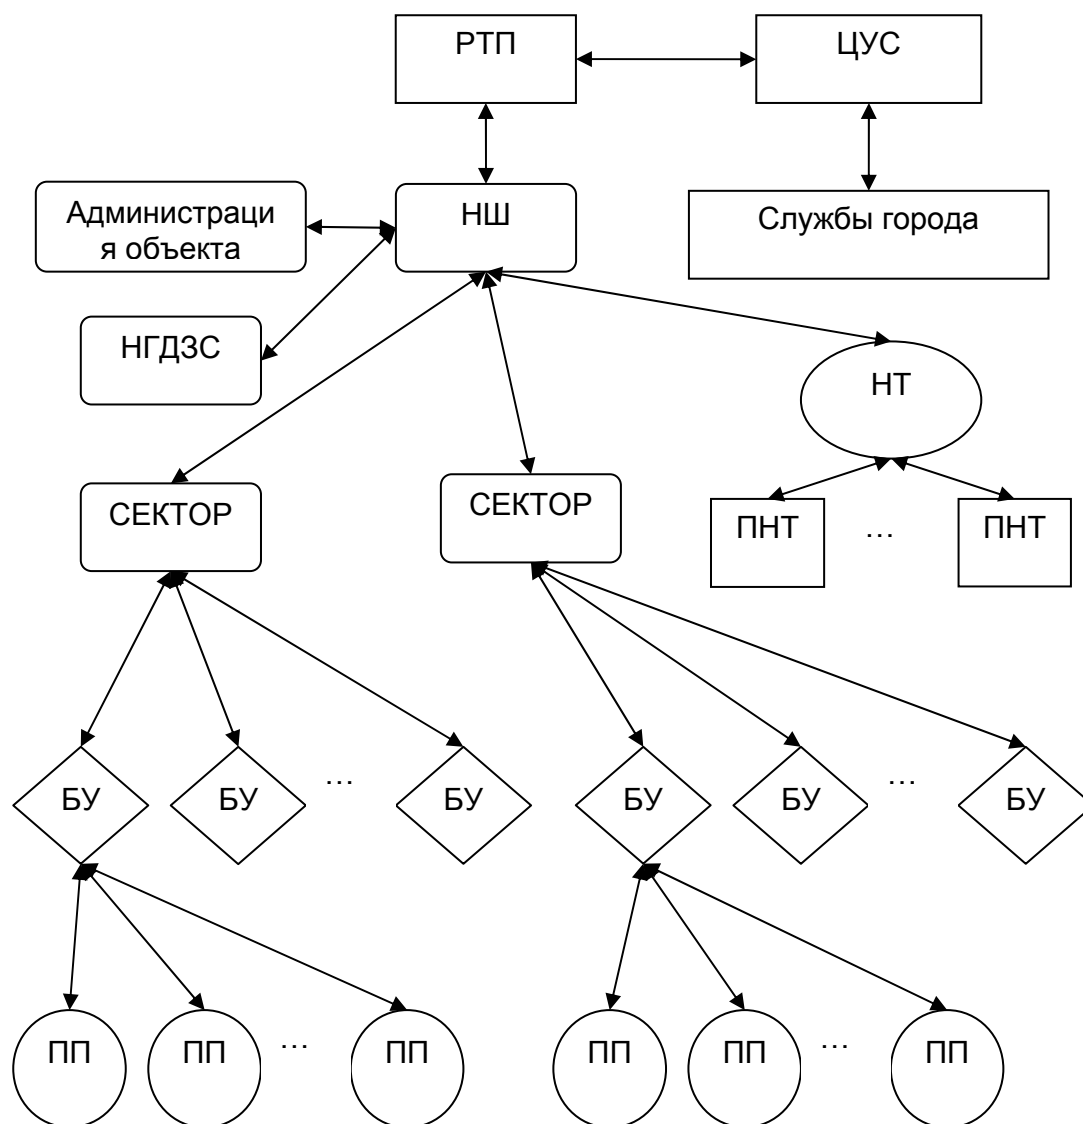 РТП
ЦУС
Администраци
я объекта
НШ
Службы города
НГДЗС
НТ
СЕКТОР
СЕКТОР
ПНТ
…
ПНТ
БУ
БУ
…
БУ
БУ
БУ
…
БУ
ПП
ПП
…
ПП
ПП
ПП
…
ПП